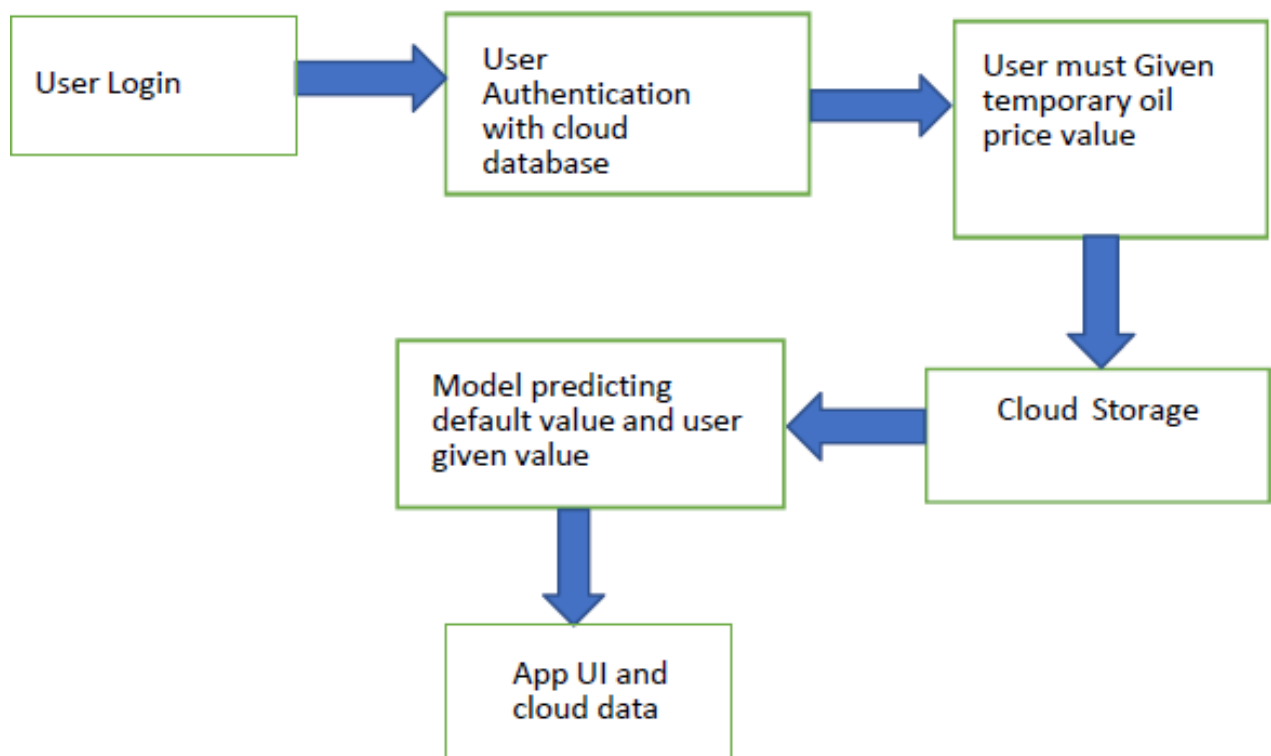 User Login
User
Authentication
with cloud
database
User must Given
temporary oil
price value
Cloud Storage
Model predicting
default value and user
given value
App UI and
cloud data